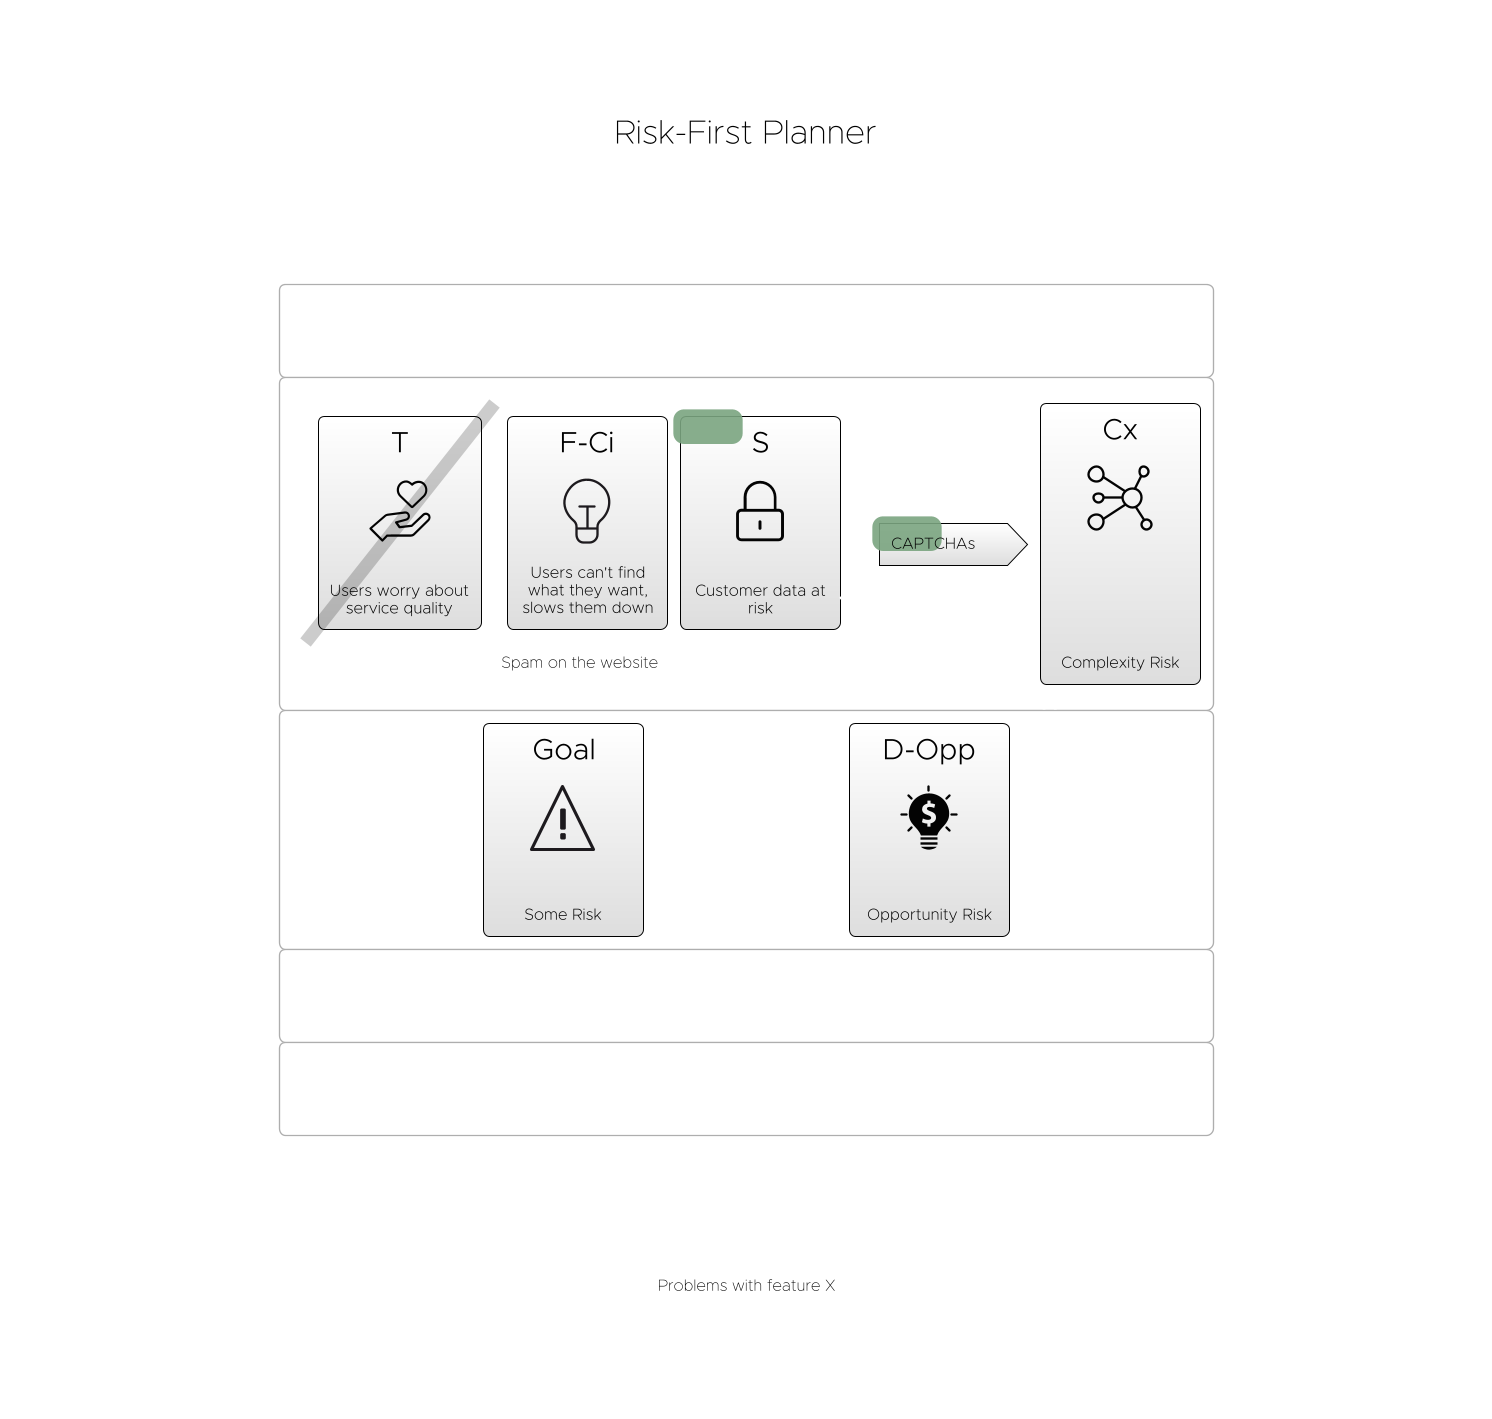 Risk-First Planner
T
Users worry about
service quality
F-Ci
Users can't find
what they want,
slows them down
S
Customer data at
risk
Spam on the website
CAPTCHAs
Cx
Complexity Risk
Goal
Some Risk
D-Opp
$
Opportunity Risk
Problems with feature X